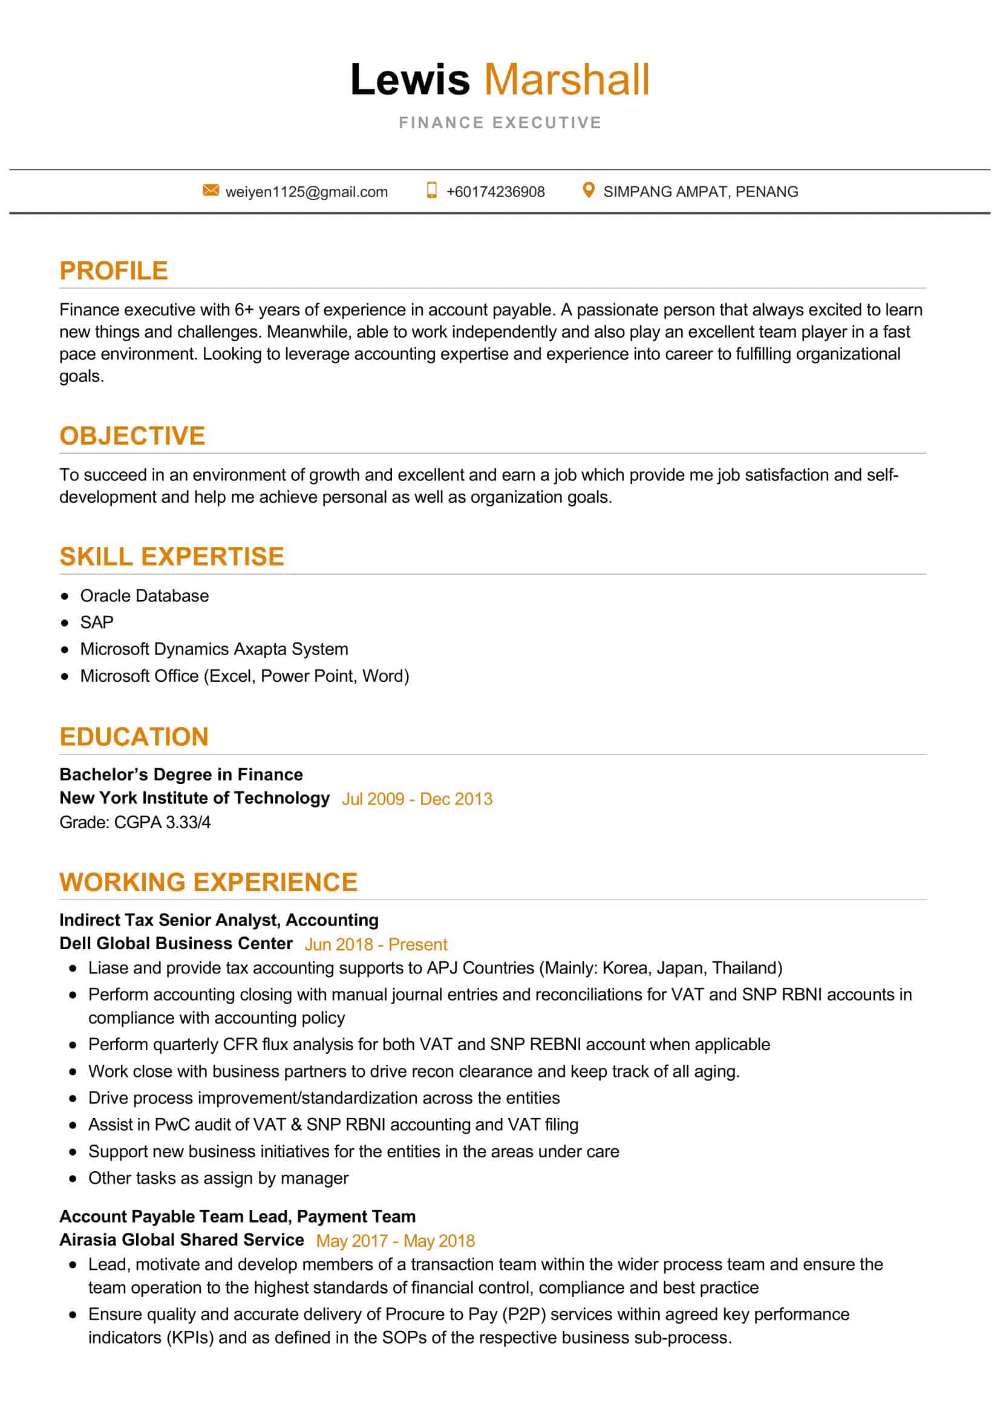 Lewis Marshall
FINANCE EXECUTIVE
weiyen1125@gmail.com +60174236908 SIMPANG AMPAT, PENANG
PROFILE
Finance executive with 6+ years of experience in account payable. A passionate person that always excited to learn
new things and challenges. Meanwhile, able to work independently and also play an excellent team player in a fast
pace environment. Looking to leverage accounting expertise and experience into career to fulfilling organizational
goals.
OBJECTIVE
To succeed in an environment of growth and excellent and earn a job which provide me job satisfaction and self-
development and help me achieve personal as well as organization goals.
SKILL EXPERTISE
● Oracle Database
● SAP
● Microsoft Dynamics Axapta System
● Microsoft Office (Excel, Power Point, Word)
EDUCATION
Bachelor’s Degree in Finance
New York Institute of Technology Jul 2009 - Dec 2013
Grade: CGPA 3.33/4
WORKING EXPERIENCE
Indirect Tax Senior Analyst, Accounting
Dell Global Business Center Jun 2018 - Present
● Liase and provide tax accounting supports to APJ Countries (Mainly: Korea, Japan, Thailand)
● Perform accounting closing with manual journal entries and reconciliations for VAT and SNP RBNI accounts in
compliance with accounting policy
● Perform quarterly CFR flux analysis for both VAT and SNP REBNI account when applicable
● Work close with business partners to drive recon clearance and keep track of all aging.
● Drive process improvement/standardization across the entities
● Assist in PwC audit of VAT & SNP RBNI accounting and VAT filing
● Support new business initiatives for the entities in the areas under care
● Other tasks as assign by manager
Account Payable Team Lead, Payment Team
Airasia Global Shared Service May 2017 - May 2018
● Lead, motivate and develop members of a transaction team within the wider process team and ensure the
team operation to the highest standards of financial control, compliance and best practice
● Ensure quality and accurate delivery of Procure to Pay (P2P) services within agreed key performance
indicators (KPIs) and as defined in the SOPs of the respective business sub-process.